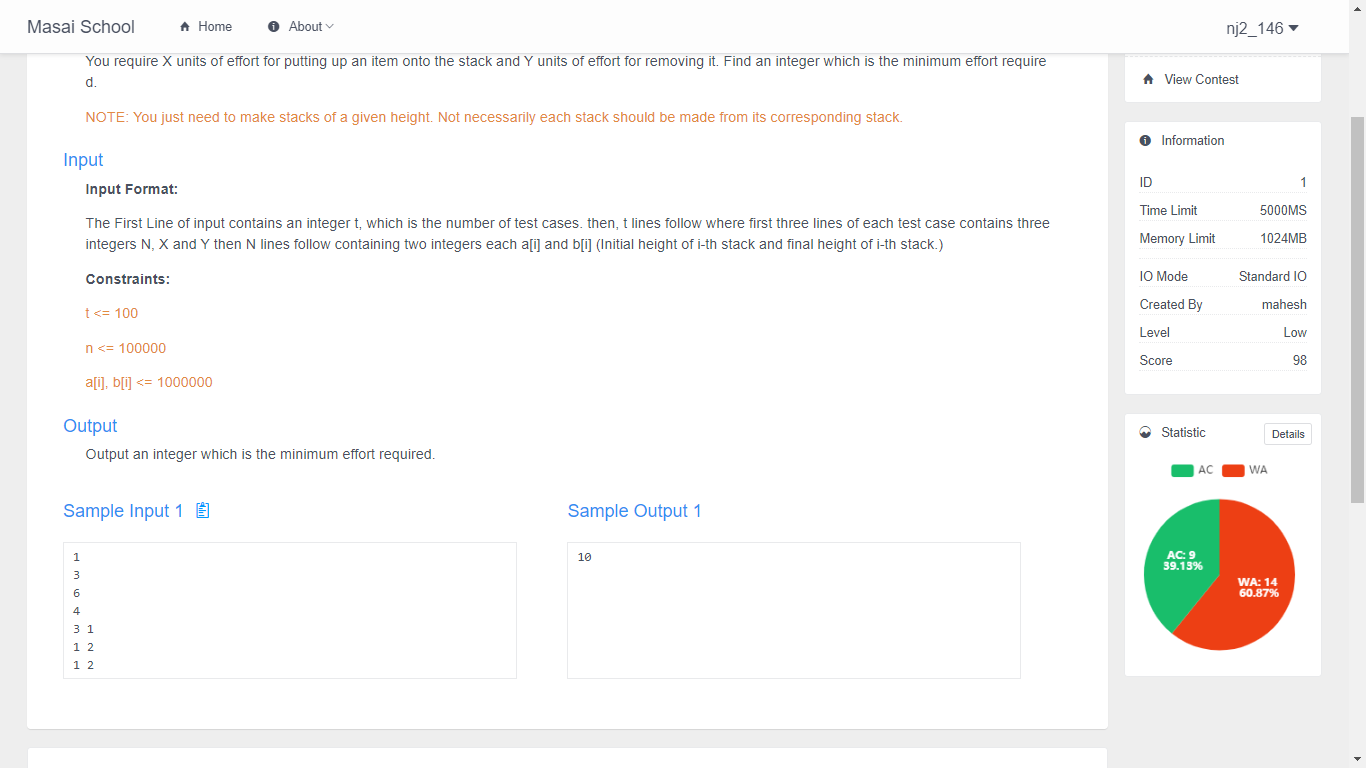 Masai School
Home
About
nj2_146
You require X units of effort for putting up an item onto the stack and Y units of effort for removing it. Find an integer which is the minimum effort require
d.
NOTE: You just need to make stacks of a given height. Not necessarily each stack should be made from its corresponding stack.
Input
Input Format:
The First Line of input contains an integer t, which is the number of test cases. then, t lines follow where first three lines of each test case contains three
integers N, X and Y then N lines follow containing two integers each a[i] and b[i] (Initial height of i-th stack and final height of i-th stack.)
Constraints:
t <= 100
n <= 100000
a[i], b[i] <= 1000000
Output
Output an integer which is the minimum effort required.
Sample Input 1
1
3
6
4
3 1
1 2
1 2
Sample Output 1
10
View Contest
Information
ID 1
Time Limit 5000MS
Memory Limit 1024MB
IO Mode Standard IO
Created By mahesh
Level Low
Score 98
Statistic
Details
AC WA
AC: 9
39.13%
WA: 14
60.87%